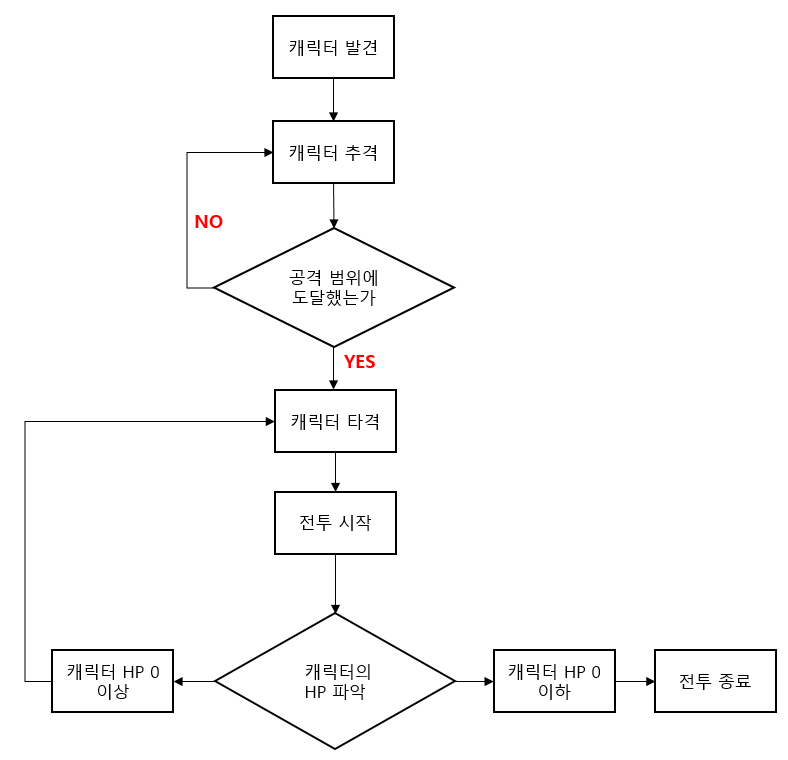 캐릭터 발견
캐릭터 추격
NO
공격 범위에
도달했는가
YES
캐릭터 타격
전투 시작
캐릭터 HP 0
이상
캐릭터의
HP 파악
캐릭터 HP 0
이하
전투 종료